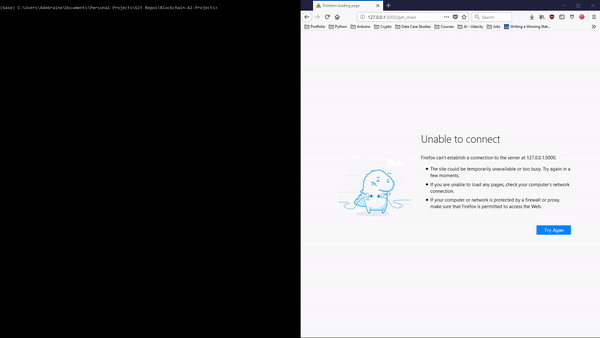 (base) C:\Users\Adebraine\Documents\Personal Projects\Git Repos\Blockchain-AZ-Projects>
Problem loading page
127.0.0.1:5000/get_chain
Search
Portfolio Python Arduino Crypto Data Case Studies Courses AI - Udacity Jobs Writing a Winning Stat...
Unable to connect
Firefox can't establish a connection to the server at 127.0.0.1:5000.
The site could be temporarily unavailable or too busy. Try again in a
few moments.
If you are unable to load any pages, check your computer's network
connection.
If your computer or network is protected by a firewall or proxy,
make sure that Firefox is permitted to access the Web.
Try Again